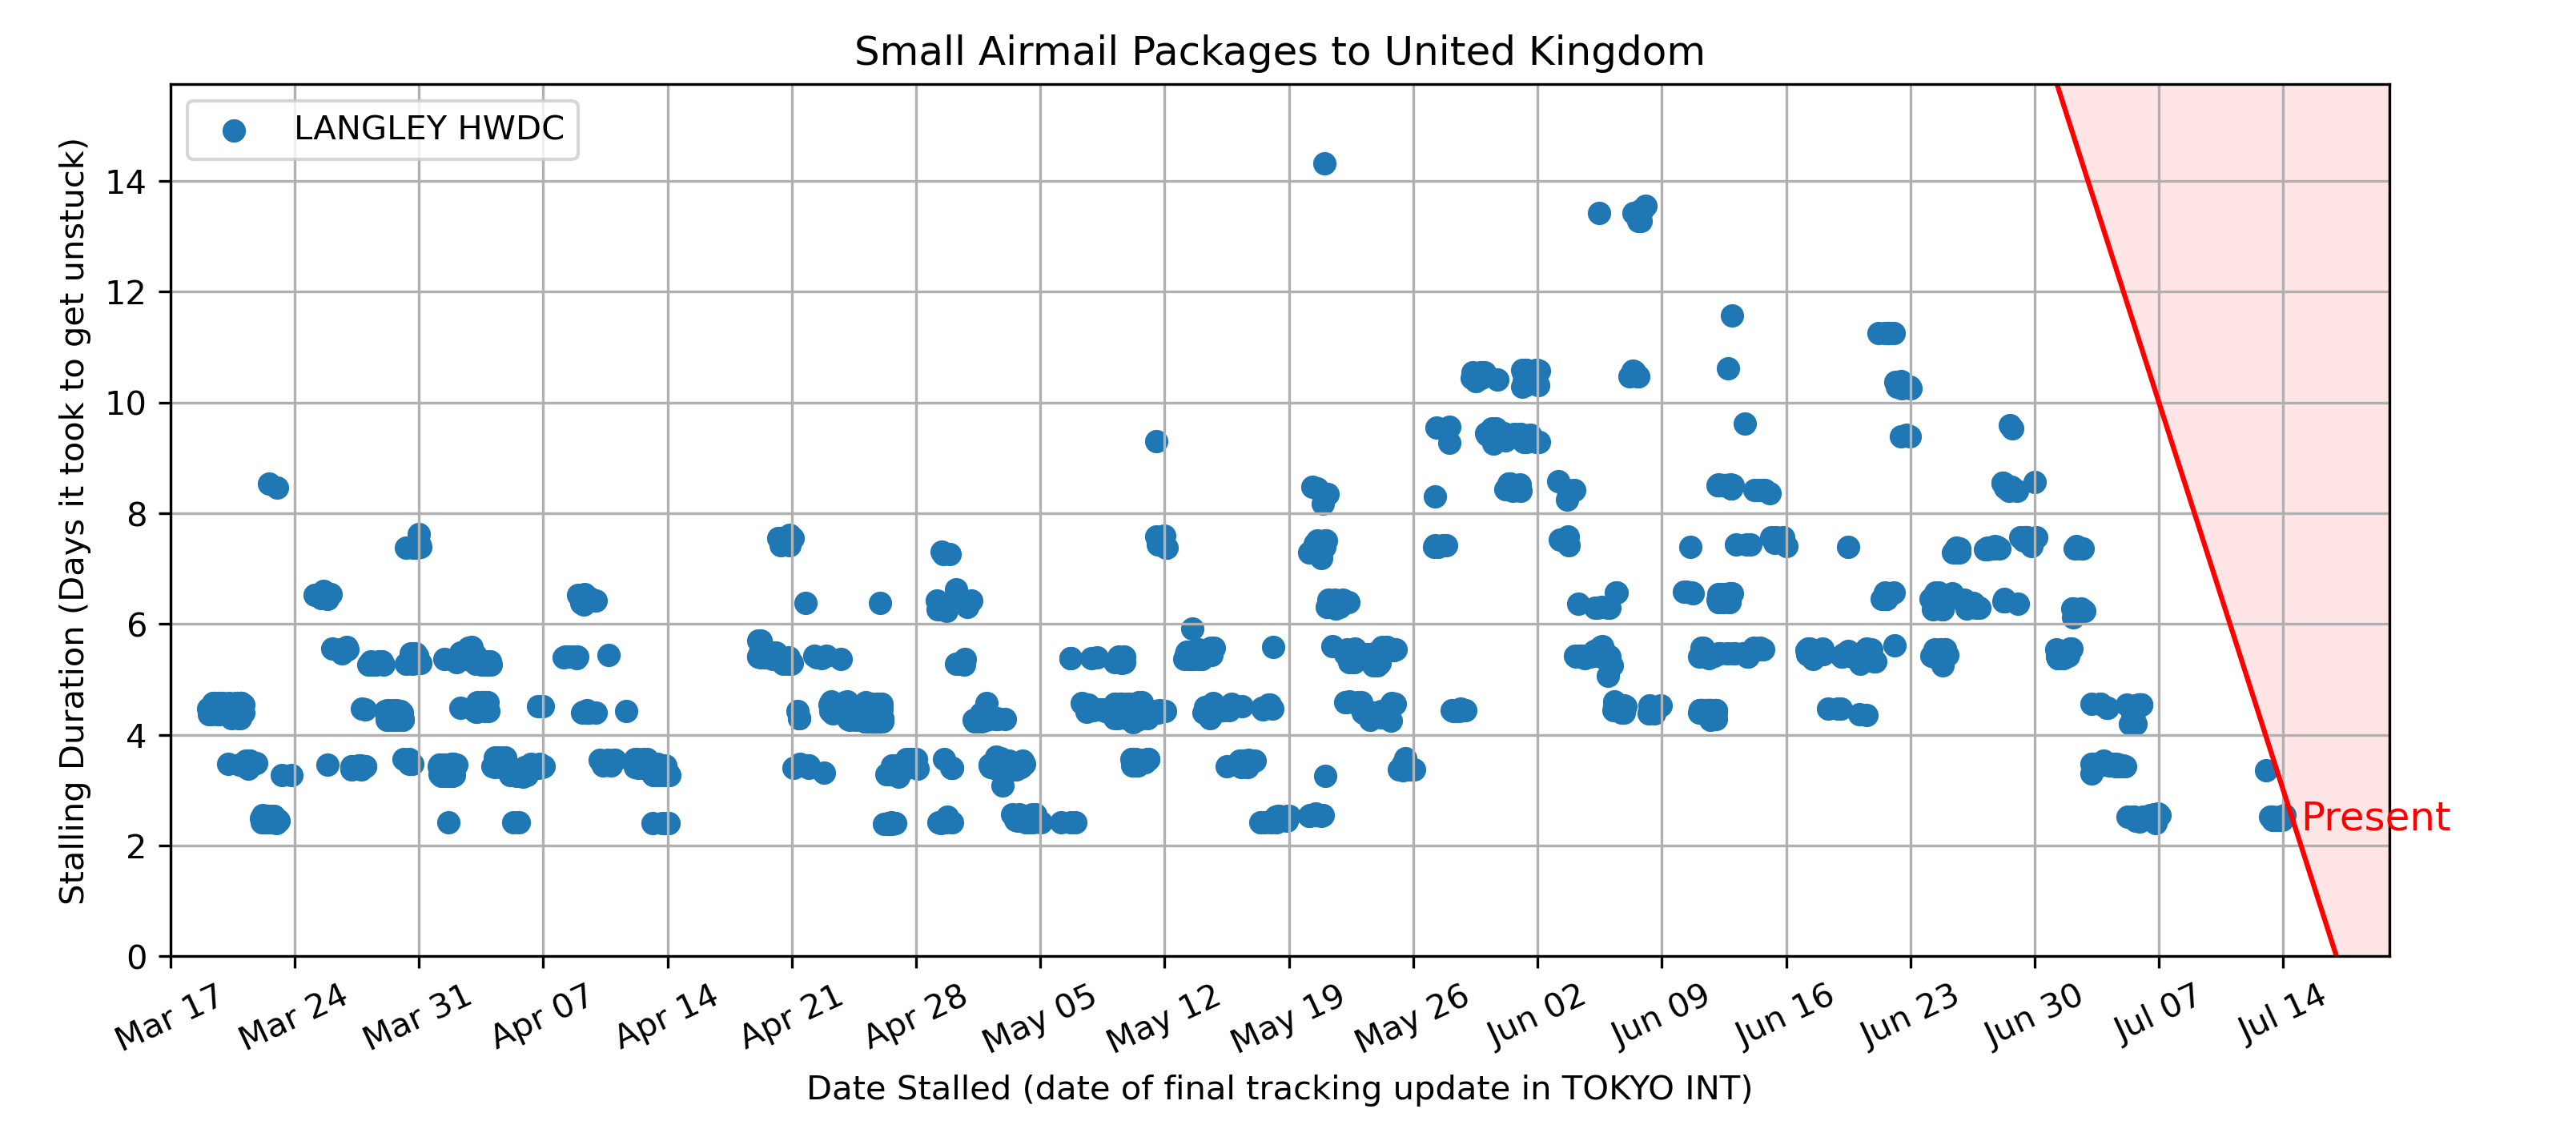 Small Airmail Packages to United Kingdom
LANGLEY HWDC
Stalling Duration (Days it took to get unstuck)
14
12
10
8
6
4
2
0
Present
Mar 17
Mar 24
Mar 31
Apr 07
Apr 14
Apr 21
Apr 28
May 05
May 12
May 19
May 26
Jun 02
Jun 09
Jun 16
Jun 23
Jun 30
Jul 07
Jul 14
Date Stalled (date of final tracking update in TOKYO INT)